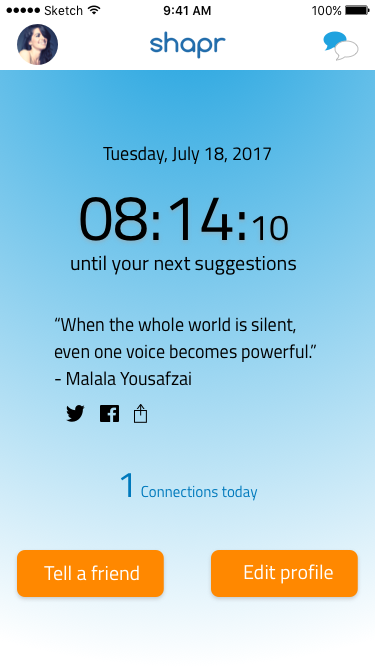 Sketch 9:41 AM 100%
shapr
Tuesday, July 18, 2017
08:14:10
until your next suggestions
“When the whole world is silent,
even one voice becomes powerful.”
- Malala Yousafzai
1 Connections today
Tell a friend Edit profile